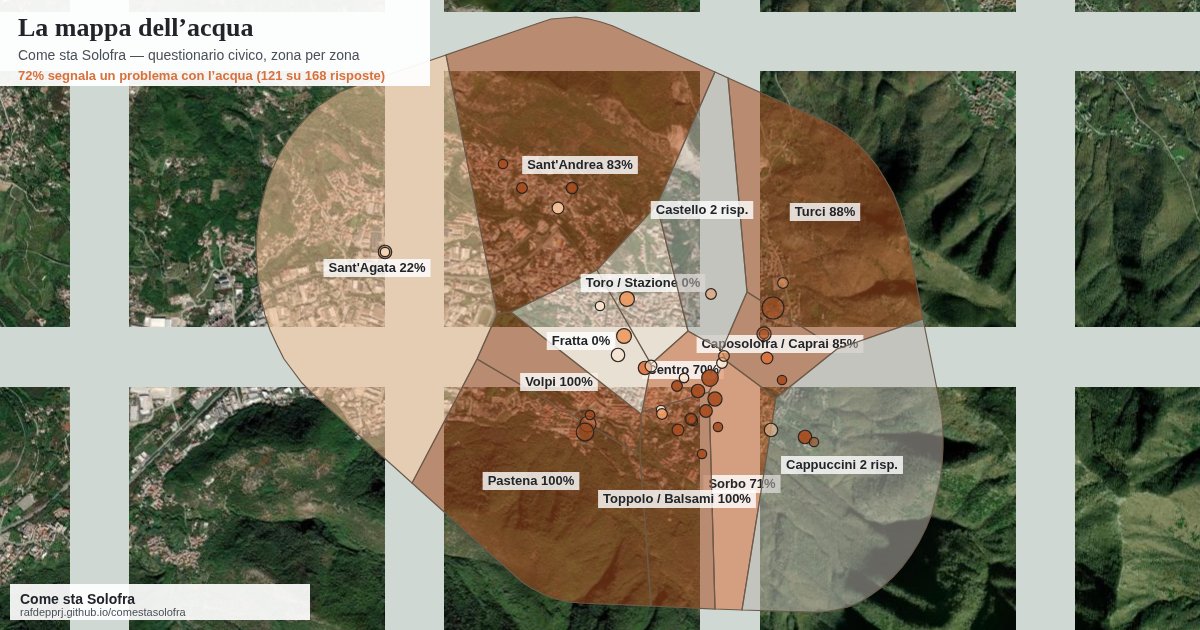 La mappa dell’acqua
Come sta Solofra — questionario civico, zona per zona
72% segnala un problema con l’acqua (121 su 168 risposte)
Sant'Andrea 83%
Castello 2 risp.
Turci 88%
Sant'Agata 22%
Toro / Stazione 0%
Fratta 0%
Caposolofra / Caprai 85%
Centro 70%
Volpi 100%
Cappuccini 2 risp.
Pastena 100%
Sorbo 71%
Toppolo / Balsami 100%
Come sta Solofra
rafdepprj.github.io/comestasolofra